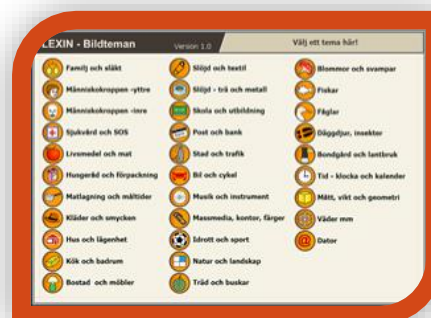 LEXIN - Bildteman
Version 1.0
Välj ett tema här!
Familj och släkt
Människokroppen -yttre
Människokroppen -inre
Sjukvård och SOS
Livsmedel och mat
Husgeråd och förpackning
Matlagning och måltider
Kläder och smycken
Hus och lägenhet
Kök och badrum
Bostad och möbler
Slöjd och textil
Slöjd - trä och metall
Skola och utbildning
Post och bank
Stad och trafik
Bil och cykel
Musik och instrument
Massmedia, kontor, färger
Idrott och sport
Natur och landskap
Träd och buskar
Blommor och svampar
Fiskar
Fåglar
Däggdjur, insekter
Bondgård och lantbruk
Tid - klocka och kalender
Mått, vikt och geometri
Väder mm
Dator